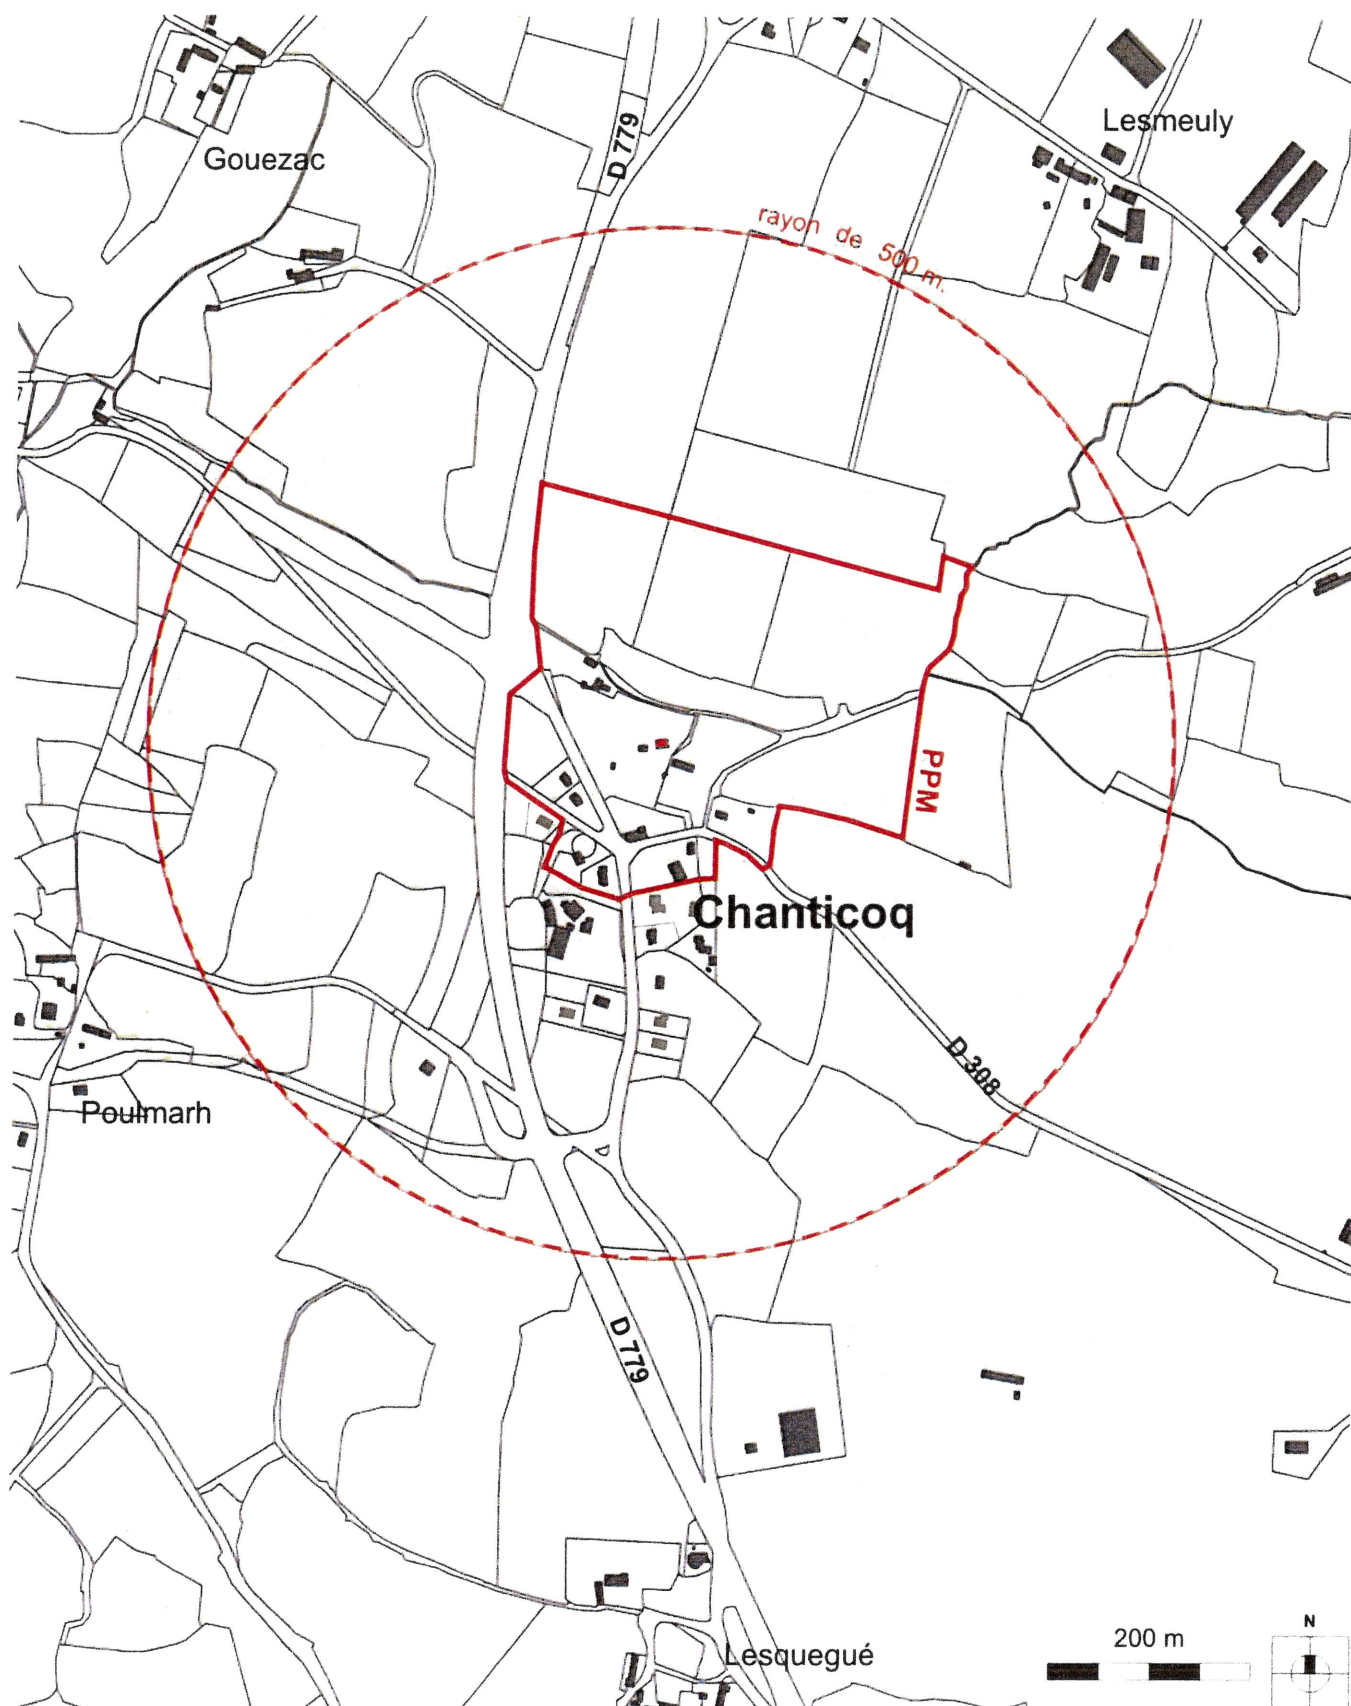 Lesmeuly
D 779
Gouezac
rayon de 500 m.
PPM
Chanticoq
D 308
Poulmarh
D 779
N
200 m
Lesquegué